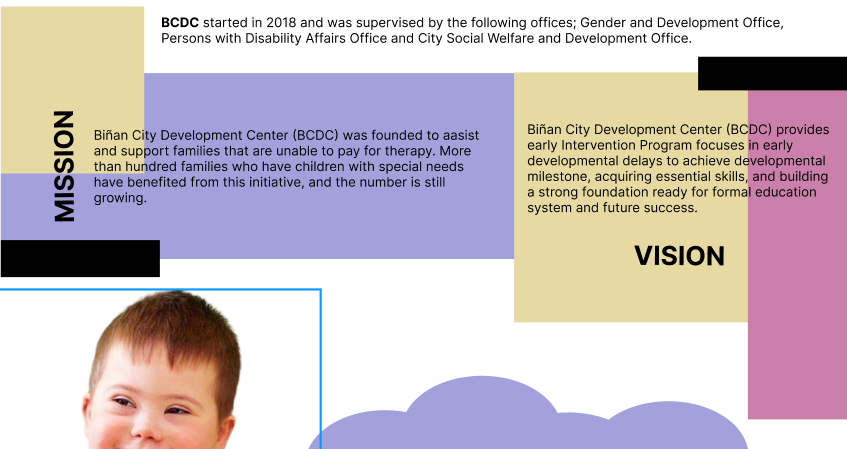 BCDC started in 2018 and was supervised by the following offices; Gender and Development Office,
Persons with Disability Affairs Office and City Social Welfare and Development Office.
MISSION
Biñan City Development Center (BCDC) was founded to aasist
and support families that are unable to pay for therapy. More
than hundred families who have children with special needs
have benefited from this initiative, and the number is still
growing.
Biñan City Development Center (BCDC) provides
early Intervention Program focuses in early
developmental delays to achieve developmental
milestone, acquiring essential skills, and building
a strong foundation ready for formal education
system and future success.
VISION